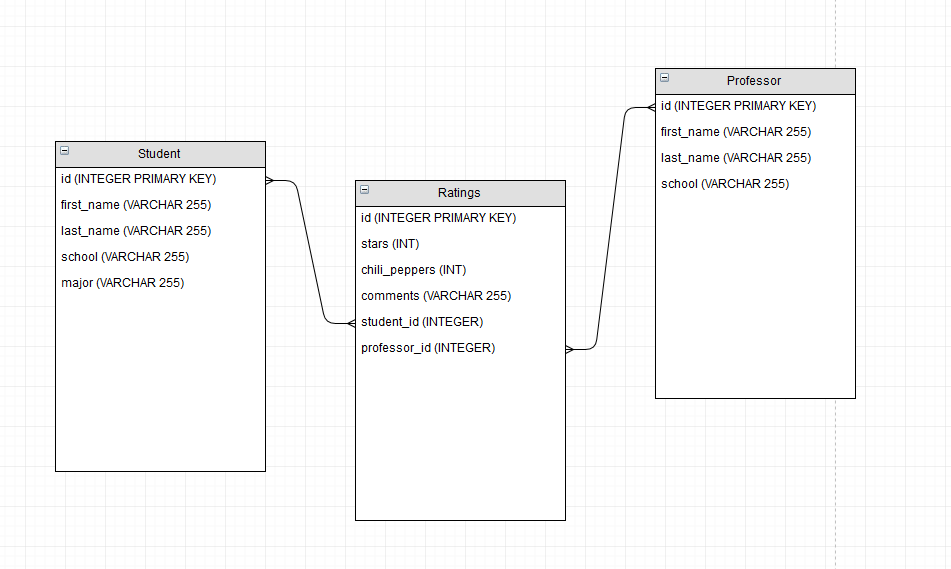 Student
id (INTEGER PRIMARY KEY)
first_name (VARCHAR 255)
last_name (VARCHAR 255)
school (VARCHAR 255)
major (VARCHAR 255)
Ratings
id (INTEGER PRIMARY KEY)
stars (INT)
chili_peppers (INT)
comments (VARCHAR 255)
student_id (INTEGER)
professor_id (INTEGER)
Professor
id (INTEGER PRIMARY KEY)
first_name (VARCHAR 255)
last_name (VARCHAR 255)
school (VARCHAR 255)